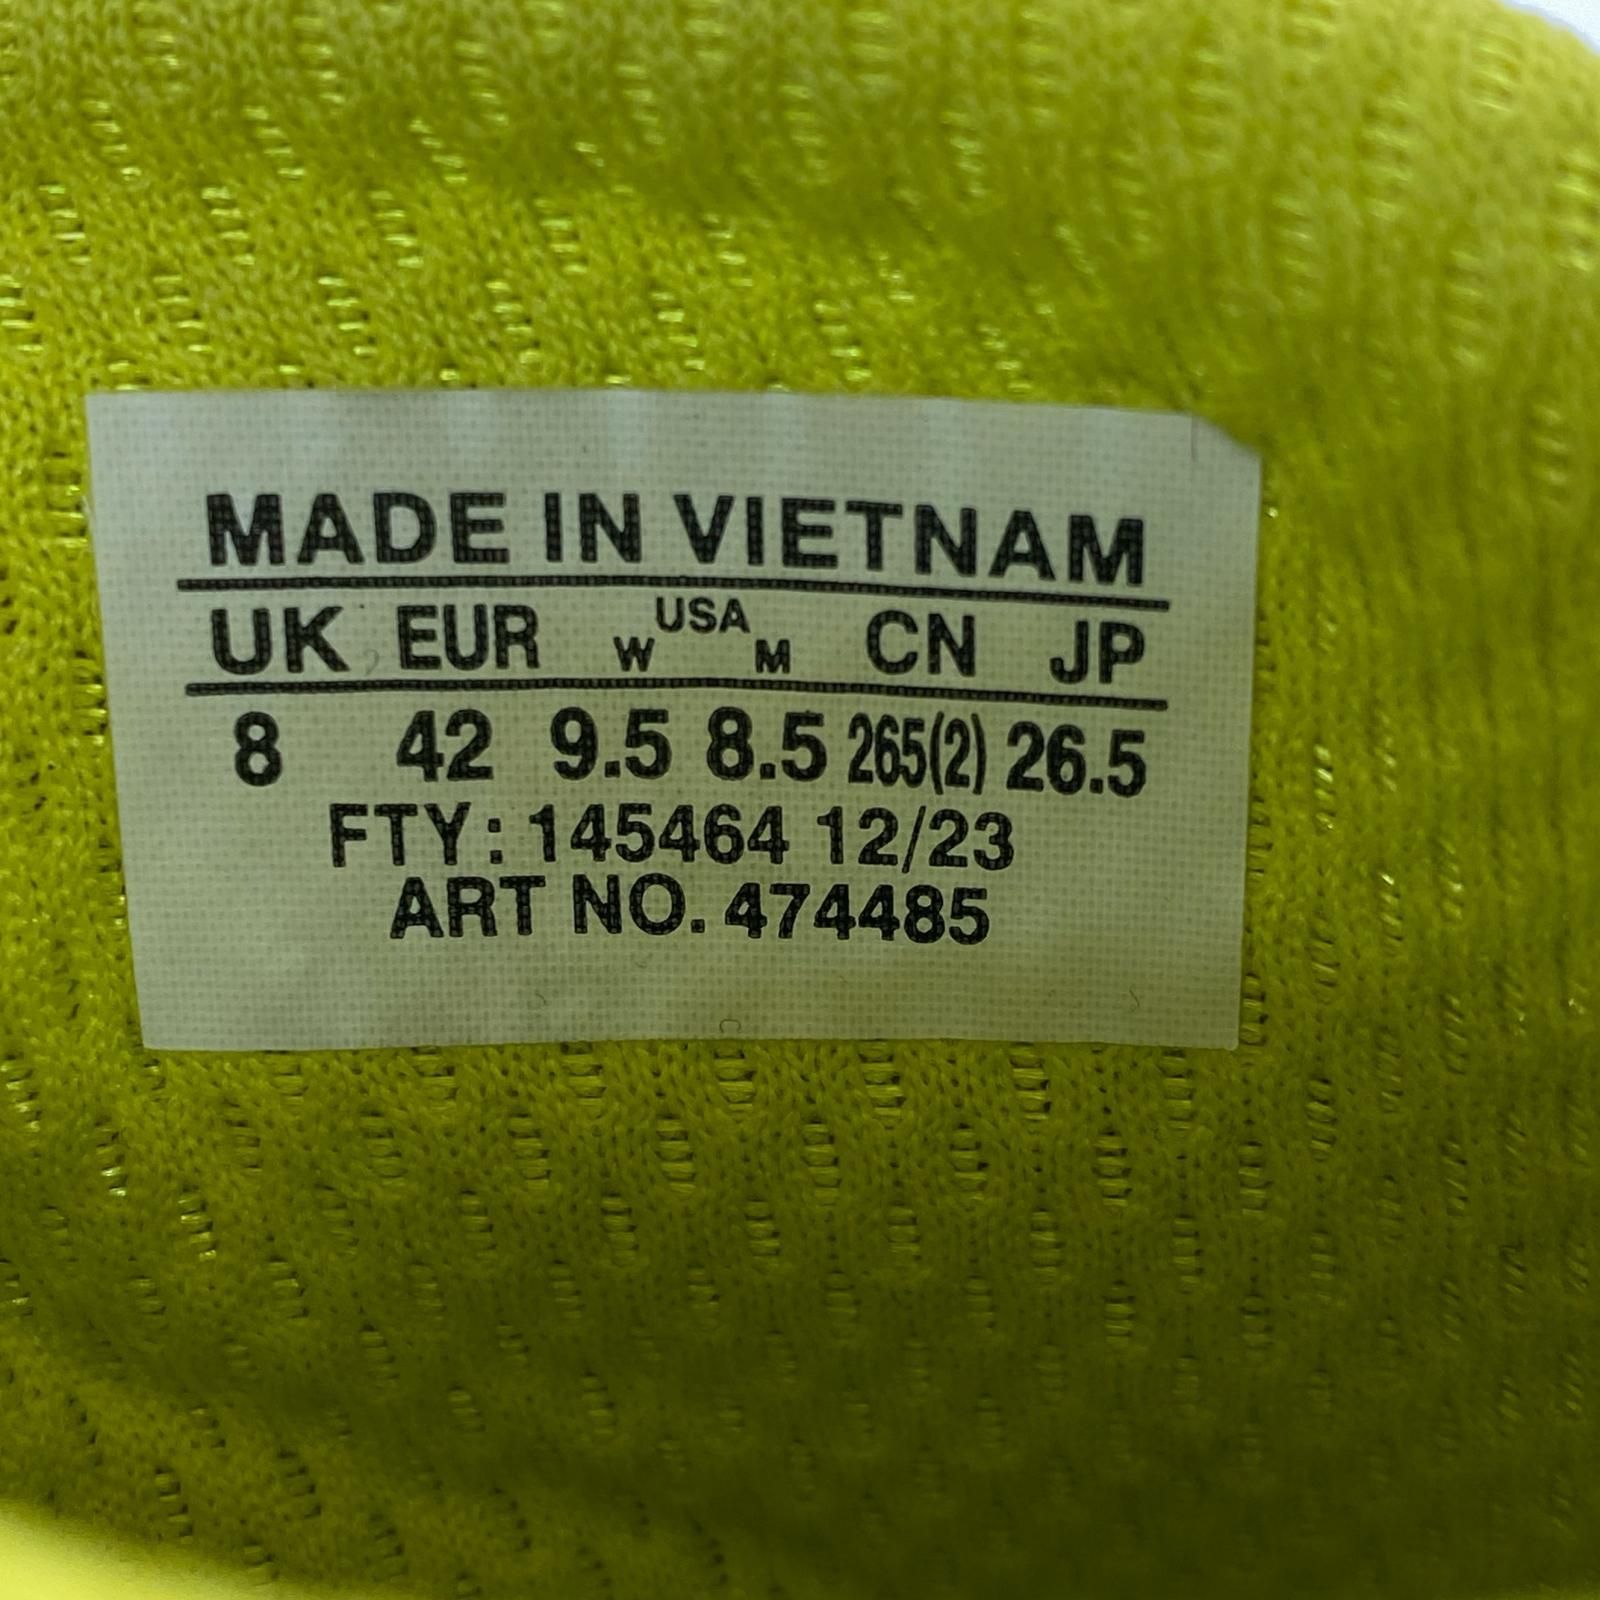 MADE IN VIETNAM
UK EUR USA W M CN JP
8 42 9.5 8.5 265(2) 26.5
FTY: 145464 12/23
ART NO. 474485